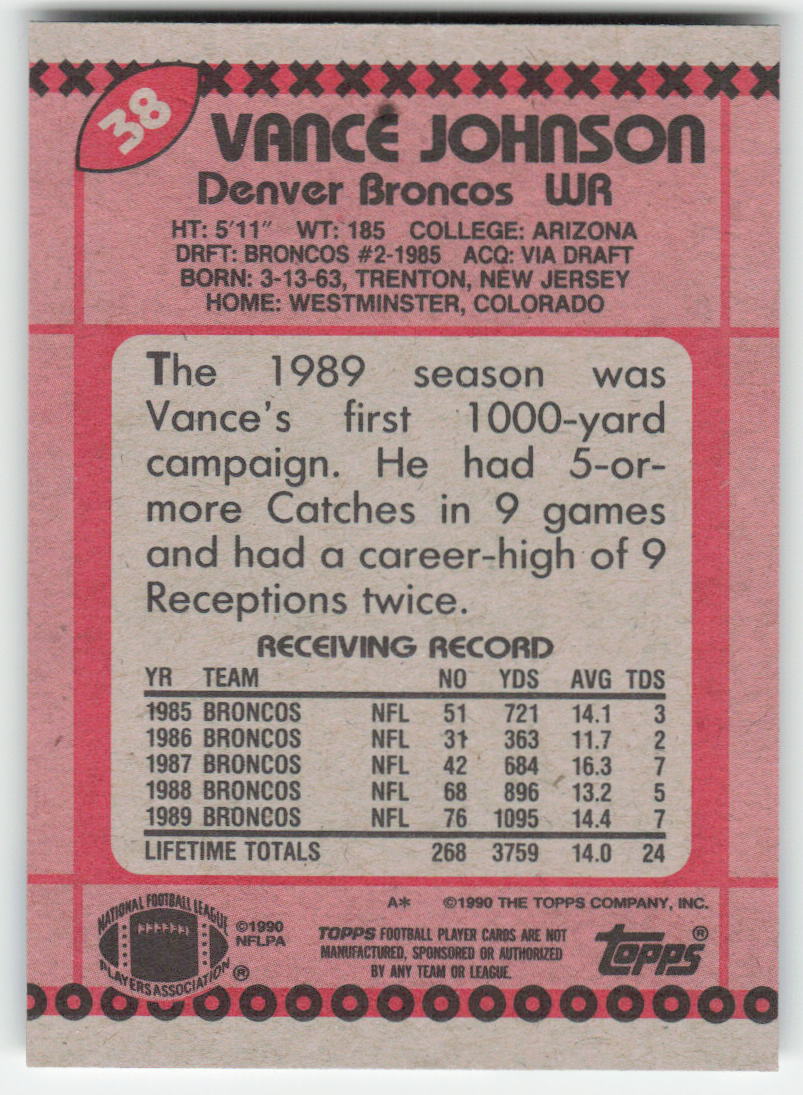 38
VANCE JOHNSON
Denver Broncos WR
HT: 5'11" WT: 185 COLLEGE: ARIZONA
DRFT: BRONCOS #2-1985 ACQ: VIA DRAFT
BORN: 3-13-63, TRENTON, NEW JERSEY
HOME: WESTMINSTER, COLORADO
The 1989 season was
Vance's first 1000-yard
campaign. He had 5-or-
more Catches in 9 games
and had a career-high of 9
Receptions twice.
RECEIVING RECORD
YR TEAM NO YDS AVG TDS
1985 BRONCOS NFL 51 721 14.1 3
1986 BRONCOS NFL 31 363 11.7 2
1987 BRONCOS NFL 42 684 16.3 7
1988 BRONCOS NFL 68 896 13.2 5
1989 BRONCOS NFL 76 1095 14.4 7
LIFETIME TOTALS 268 3759 14.0 24
A* ©1990 THE TOPPS COMPANY, INC.
NATIONAL FOOTBALL LEAGUE
PLAYERS ASSOCIATION ®
©1990
NFLPA
TOPPS FOOTBALL PLAYER CARDS ARE NOT
MANUFACTURED, SPONSORED OR AUTHORIZED
BY ANY TEAM OR LEAGUE.
topps ®